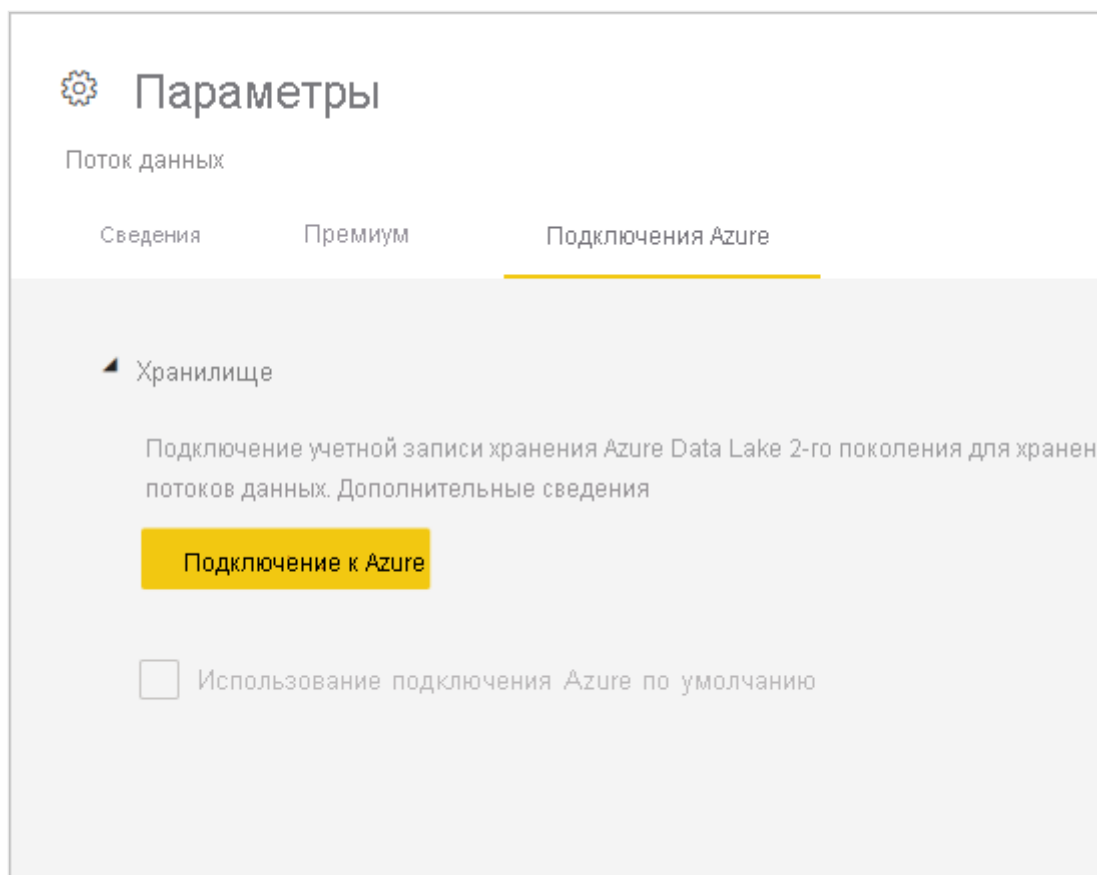 Параметры
Поток данных
Сведения Премиум Подключения Azure
Хранилище
Подключение учетной записи хранения Azure Data Lake 2-го поколения для хранен
потоков данных. Дополнительные сведения
Подключение к Azure
Использование подключения Azure по умолчанию